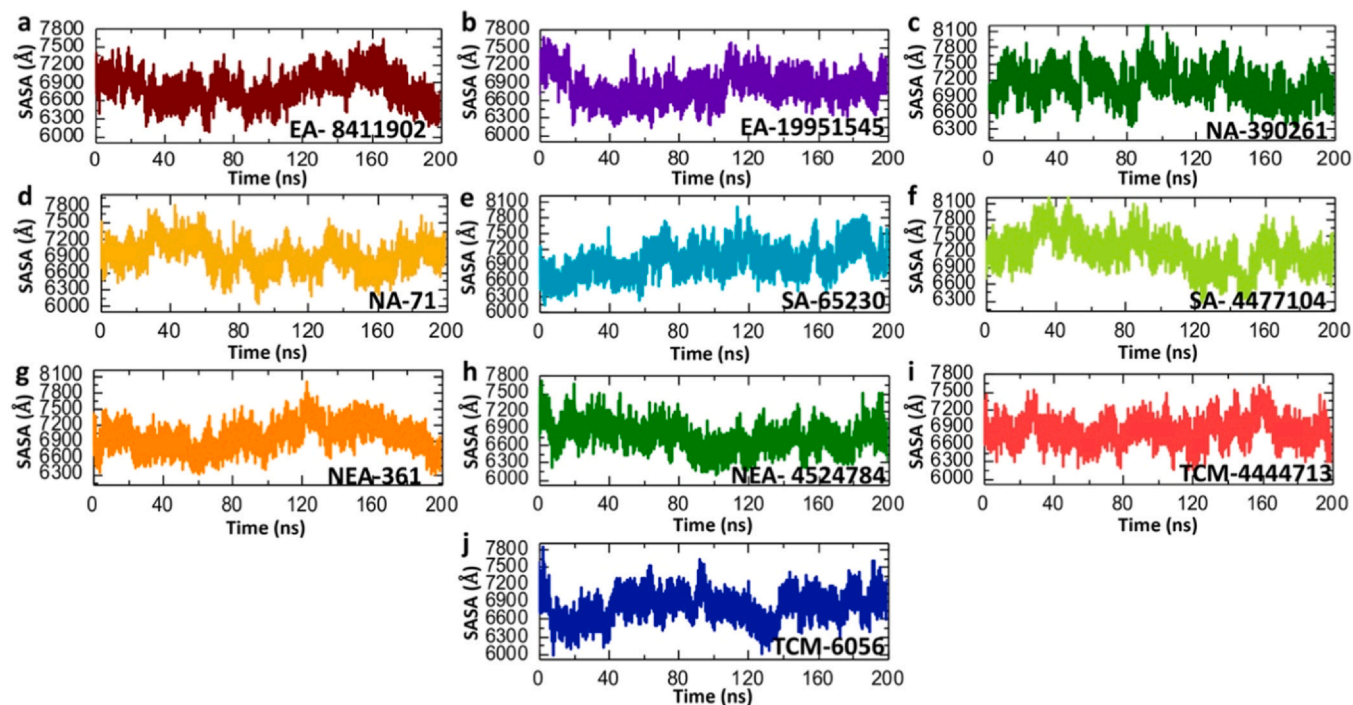 a
7800
7500
7200
6900
6600
6300
6000
SASA (Å)
EA- 8411902
0 40 80 120 160 200
Time (ns)
b
7800
7500
7200
6900
6600
6300
6000
SASA (Å)
EA-19951545
0 40 80 120 160 200
Time (ns)
c
8100
7800
7500
7200
6900
6600
6300
SASA (Å)
NA-390261
0 40 80 120 160 200
Time (ns)
d
7800
7500
7200
6900
6600
6300
6000
SASA (Å)
NA-71
0 40 80 120 160 200
Time (ns)
e
8100
7800
7500
7200
6900
6600
6300
6000
SASA (Å)
SA-65230
0 40 80 120 160 200
Time (ns)
f
8100
7800
7500
7200
6900
6600
6300
SASA (Å)
SA- 4477104
0 40 80 120 160 200
Time (ns)
g
8100
7800
7500
7200
6900
6600
6300
SASA (Å)
NEA-361
0 40 80 120 160 200
Time (ns)
h
7800
7500
7200
6900
6600
6300
6000
SASA (Å)
NEA- 4524784
0 40 80 120 160 200
Time (ns)
i
7800
7500
7200
6900
6600
6300
6000
SASA (Å)
TCM-4444713
0 40 80 120 160 200
Time (ns)
j
7800
7500
7200
6900
6600
6300
6000
SASA (Å)
TCM-6056
0 40 80 120 160 200
Time (ns)